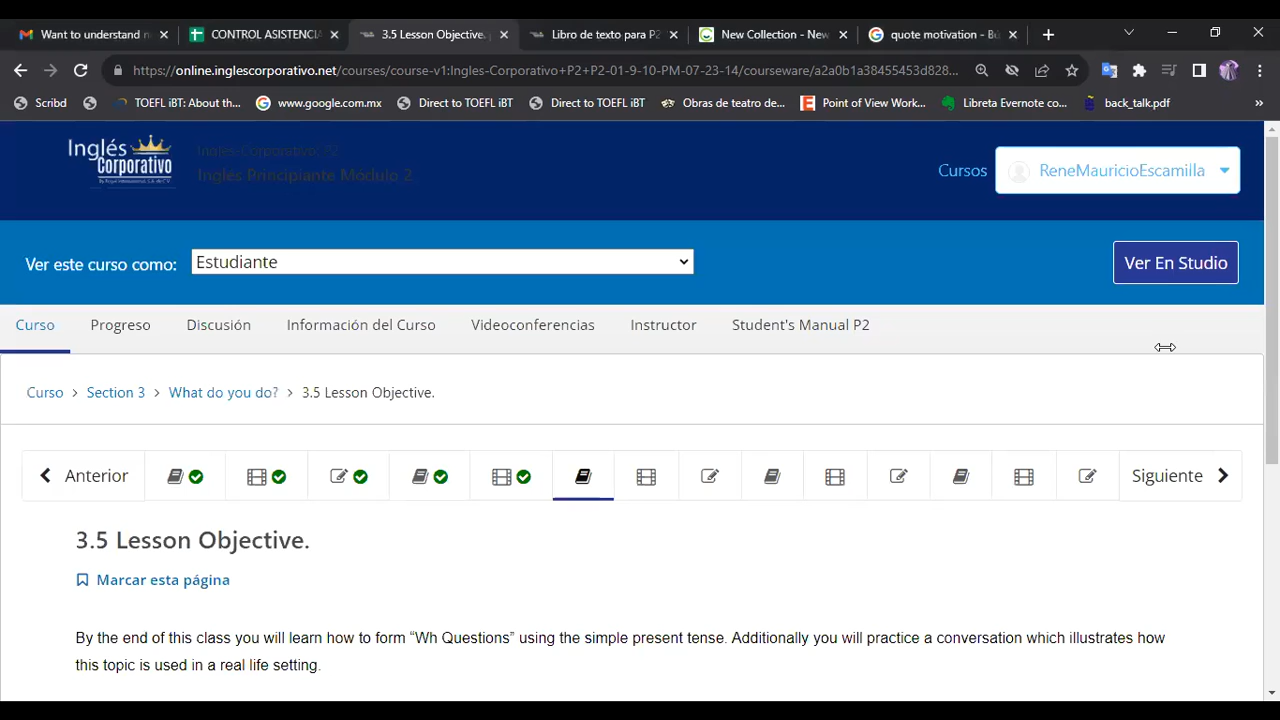 Want to understand n
CONTROL ASISTENCIA
3.5 Lesson Objective.
Libro de texto para P2
New Collection - New
quote motivation - Bú
https://online.inglescorporativo.net/courses/course-v1:Ingles-Corporativo+P2+P2-01-9-10-PM-07-23-14/courseware/a2a0b1a38455453d828...
Scribd
TOEFL iBT: About th...
www.google.com.mx
Direct to TOEFL iBT
Direct to TOEFL iBT
Obras de teatro de...
Point of View Work...
Libreta Evernote co...
back_talk.pdf
»
Inglés
Corporativo
Ingles-Corporativo: P2
Ingles Principiante Módulo 2
Cursos
ReneMauricioEscamilla
Ver este curso como:
Estudiante
Ver En Studio
Curso
Progreso
Discusión
Información del Curso
Videoconferencias
Instructor
Student's Manual P2
Curso > Section 3 > What do you do? > 3.5 Lesson Objective.
Anterior
Siguiente
3.5 Lesson Objective.
Marcar esta página
By the end of this class you will learn how to form “Wh Questions” using the simple present tense. Additionally you will practice a conversation which illustrates how
this topic is used in a real life setting.